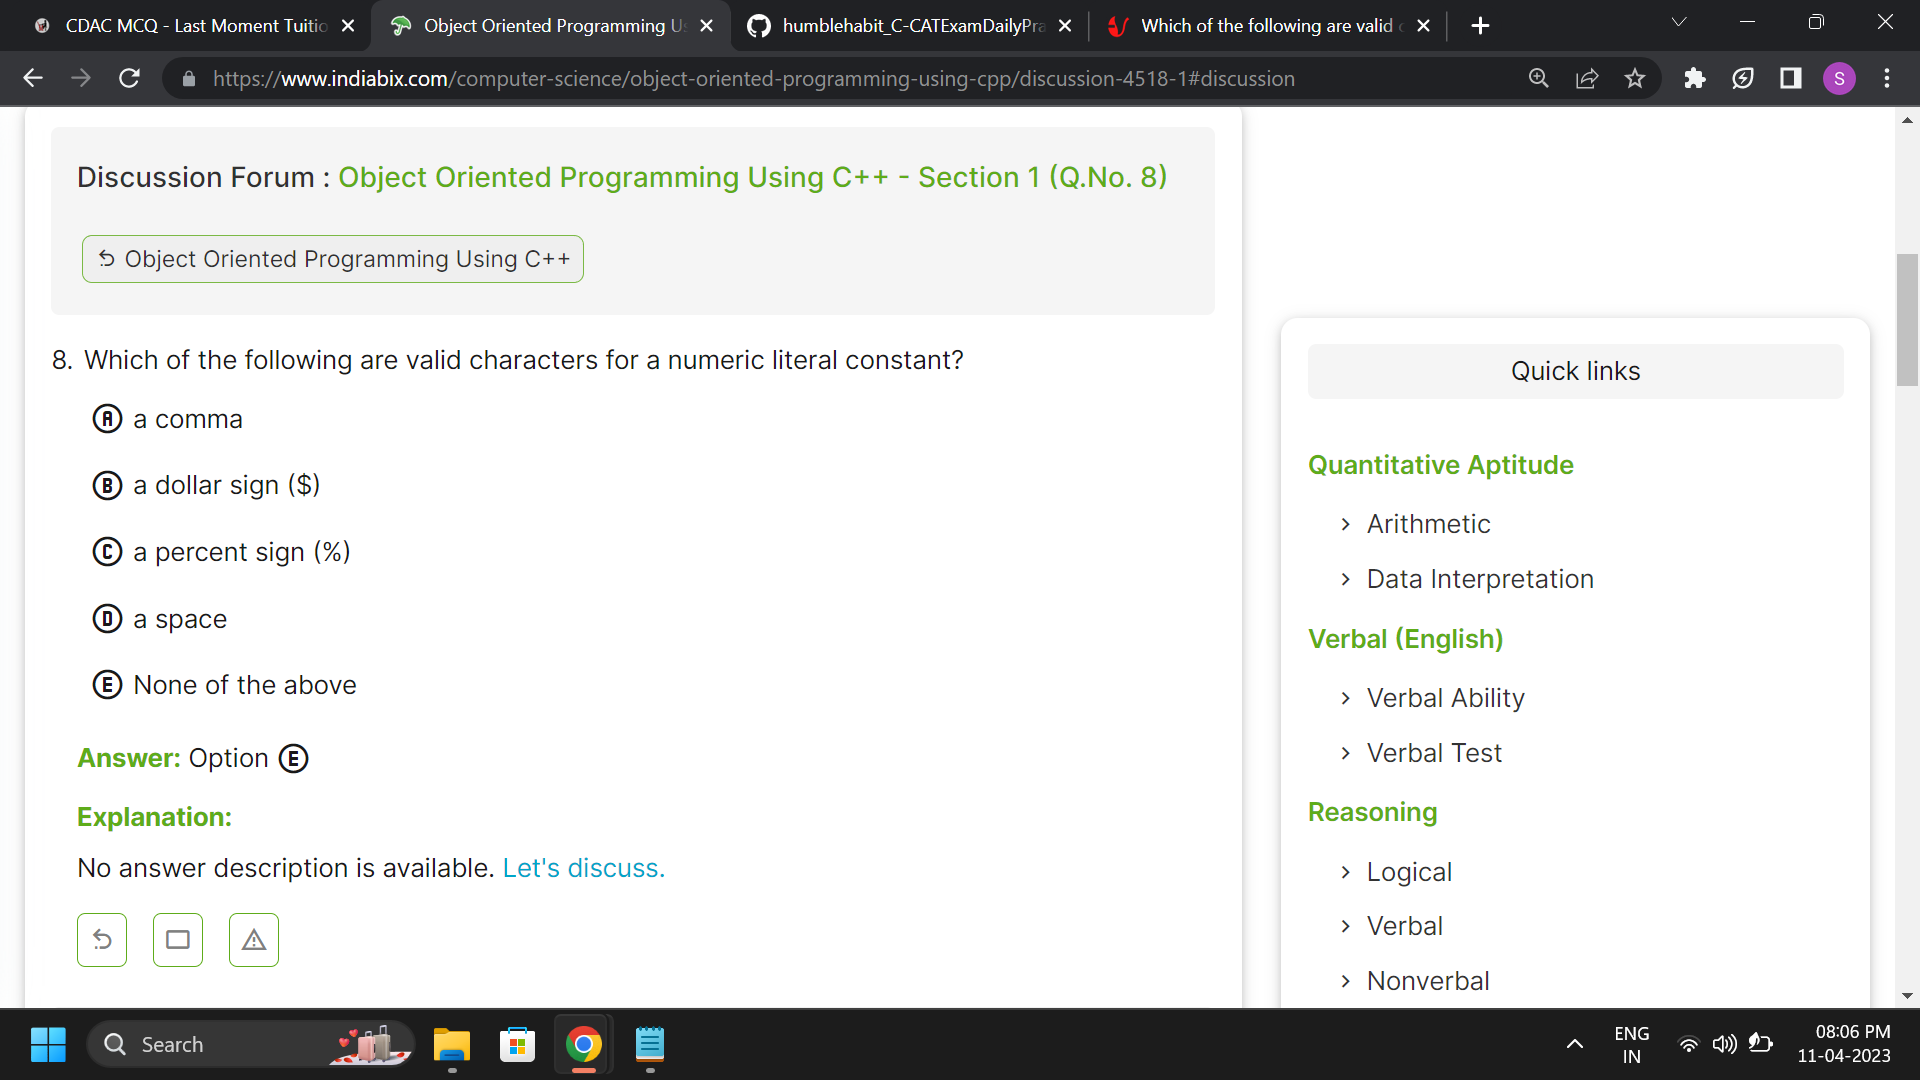 CDAC MCQ - Last Moment Tuitio
Object Oriented Programming Us
humblehabit_C-CATExamDailyPra
Which of the following are valid c
https://www.indiabix.com/computer-science/object-oriented-programming-using-cpp/discussion-4518-1#discussion
S
Discussion Forum : Object Oriented Programming Using C++ - Section 1 (Q.No. 8)
Object Oriented Programming Using C++
8. Which of the following are valid characters for a numeric literal constant?
A a comma
B a dollar sign ($)
C a percent sign (%)
D a space
E None of the above
Answer: Option E
Explanation:
No answer description is available. Let's discuss.
Quick links
Quantitative Aptitude
Arithmetic
Data Interpretation
Verbal (English)
Verbal Ability
Verbal Test
Reasoning
Logical
Verbal
Nonverbal
Search
ENG
IN
08:06 PM
11-04-2023